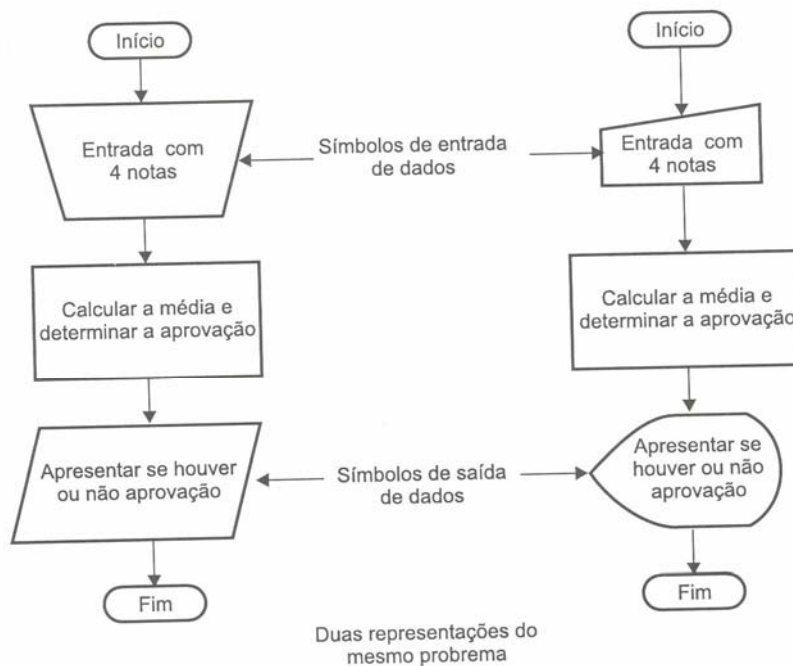 Início
Início
Entrada com
4 notas
Símbolos de entrada
de dados
Entrada com
4 notas
Calcular a média e
determinar a aprovação
Calcular a média e
determinar a aprovação
Apresentar se houver
ou não aprovação
Símbolos de saída
de dados
Apresentar se
houver ou não
aprovação
Fim
Fim
Duas representações do
mesmo probrema